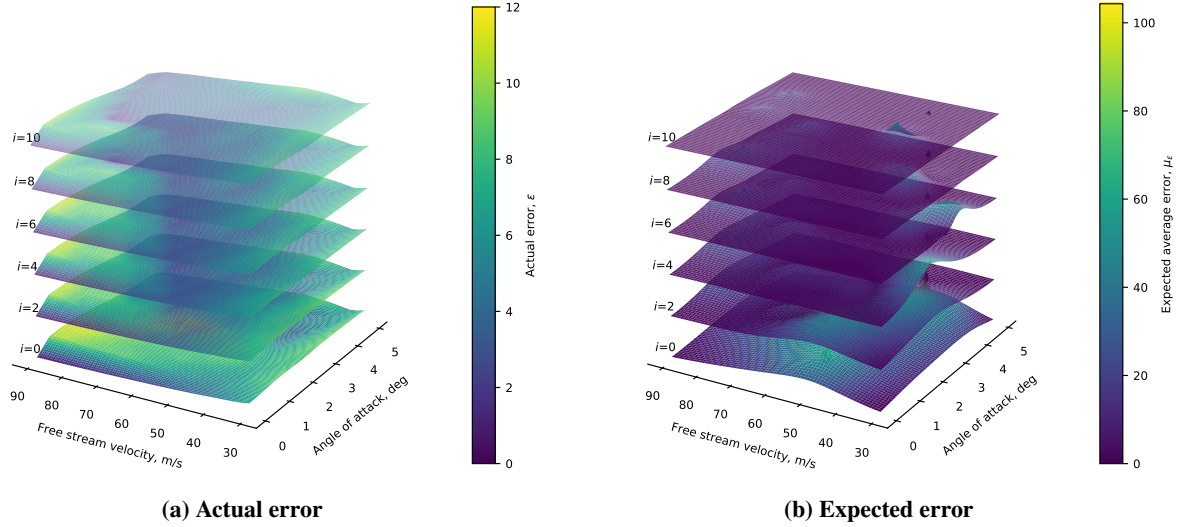 12
10
8
6
4
2
0
Actual error, ε
i=10
i=8
i=6
i=4
i=2
i=0
90
80
70
60
50
40
30
Free stream velocity, m/s
0
1
2
3
4
5
Angle of attack, deg
(a) Actual error
100
80
60
40
20
0
Expected average error, μ_ε
i=10
i=8
i=6
i=4
i=2
i=0
90
80
70
60
50
40
30
Free stream velocity, m/s
0
1
2
3
4
5
Angle of attack, deg
(b) Expected error